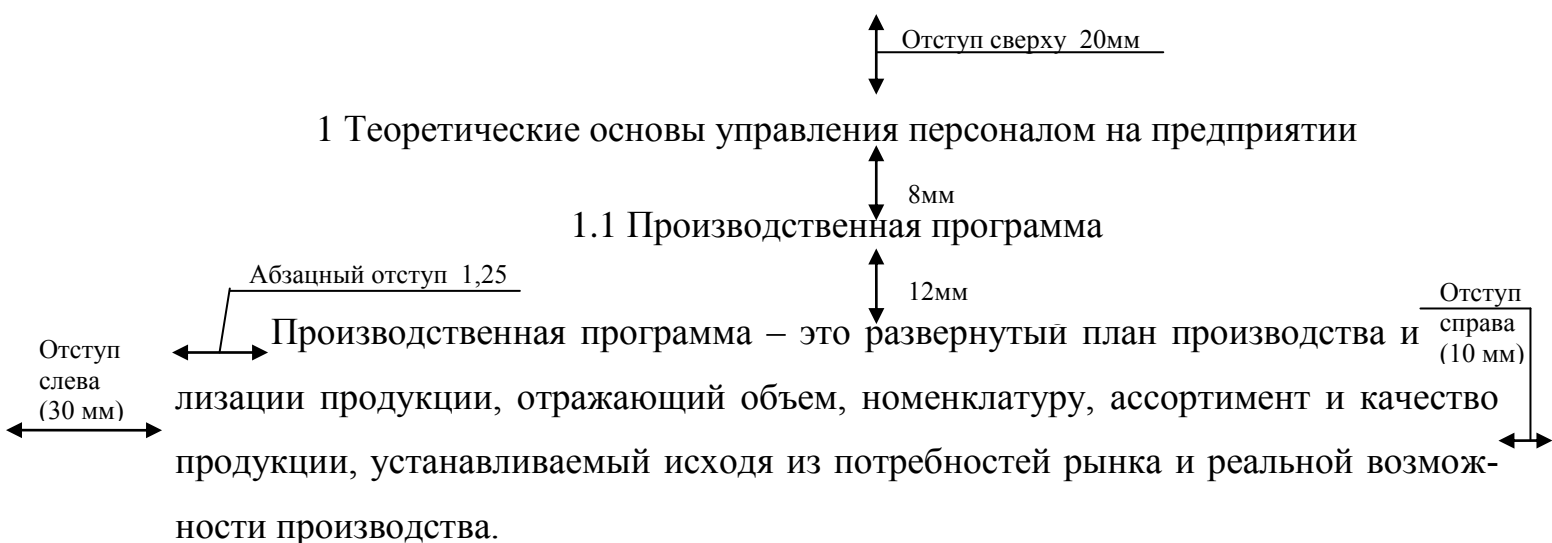 Отступ сверху 20мм
1 Теоретические основы управления персоналом на предприятии
8мм
1.1 Производственная программа
Абзацный отступ 1,25
12мм
Отступ
справа
(10 мм)
Отступ
слева
(30 мм)
Производственная программа – это развернутый план производства и
лизации продукции, отражающий объем, номенклатуру, ассортимент и качество
продукции, устанавливаемый исходя из потребностей рынка и реальной возмож-
ности производства.